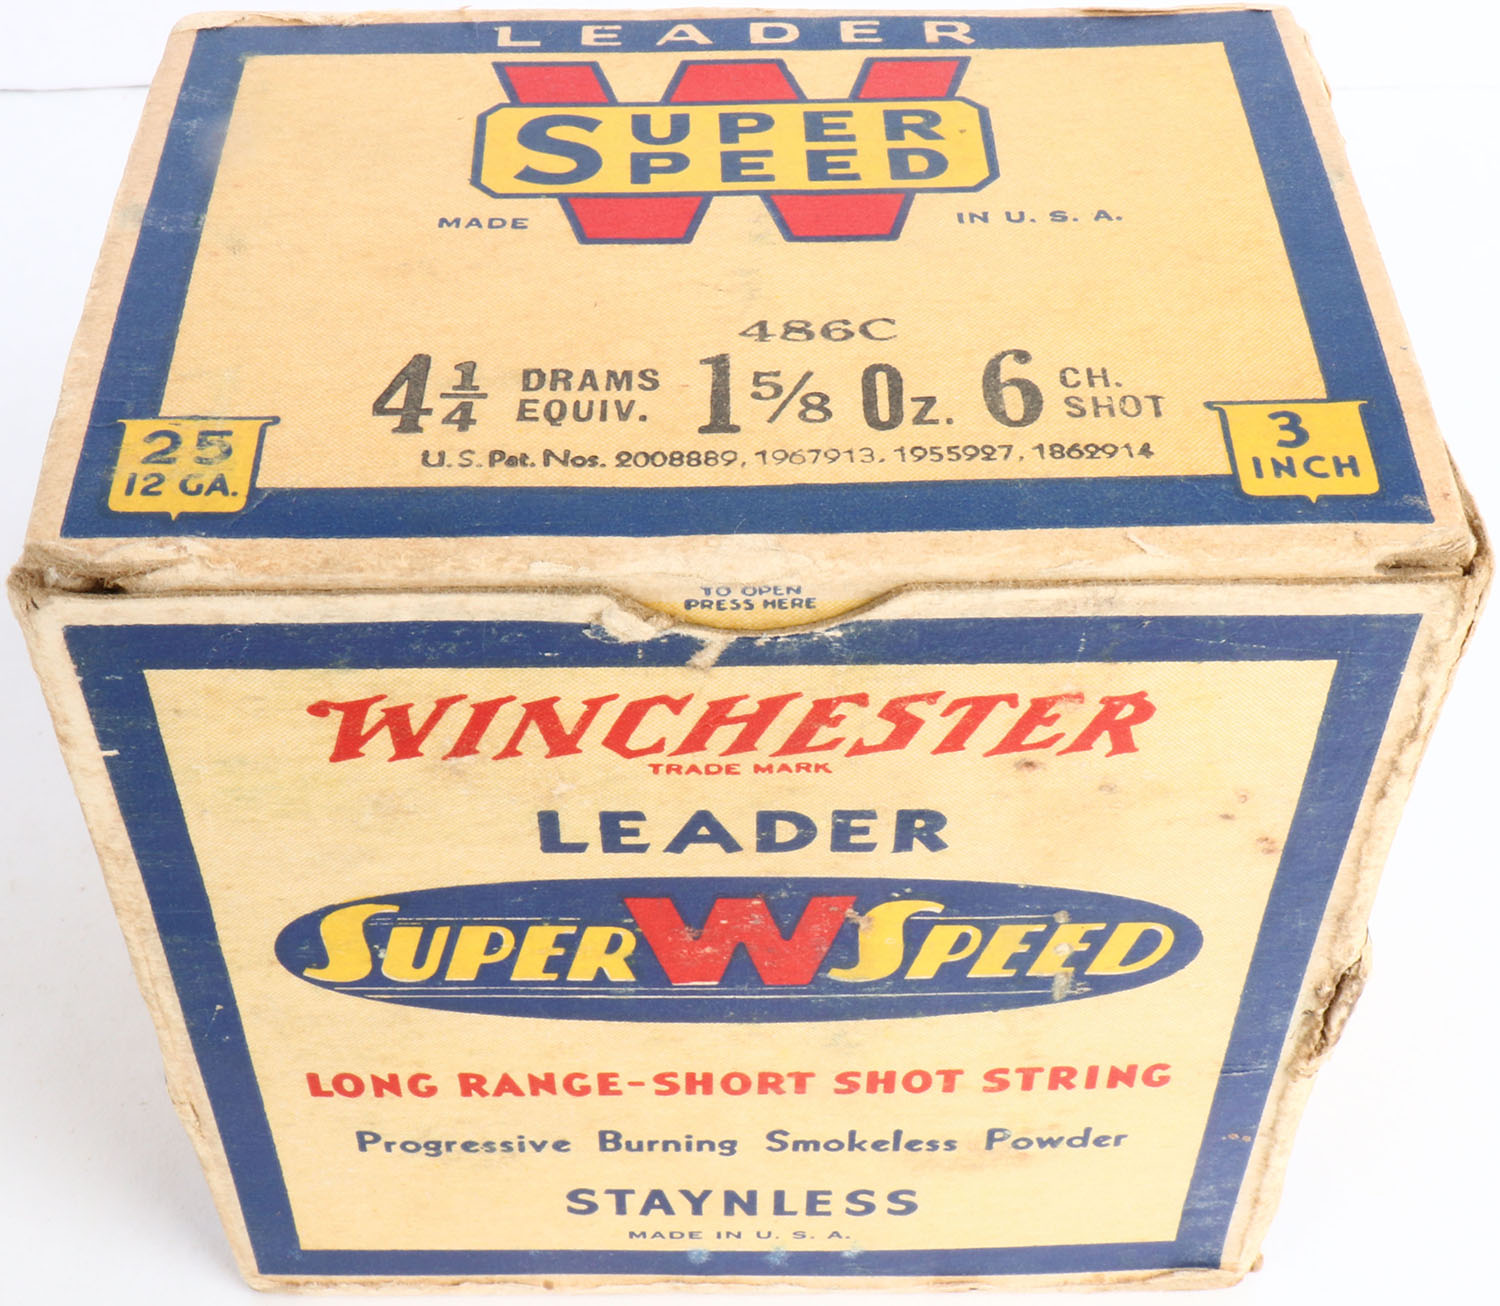 LEADER
W
SUPER
SPEED
MADE IN U. S. A.
486C
4 1/4 DRAMS EQUIV. 1 5/8 Oz. 6 CH. SHOT
U.S. Pat. Nos. 2008889, 1967913, 1955927, 1862914
25
12 GA.
3
INCH
TO OPEN
PRESS HERE
WINCHESTER
TRADE MARK
LEADER
SUPER W SPEED
LONG RANGE-SHORT SHOT STRING
Progressive Burning Smokeless Powder
STAYNLESS
MADE IN U. S. A.